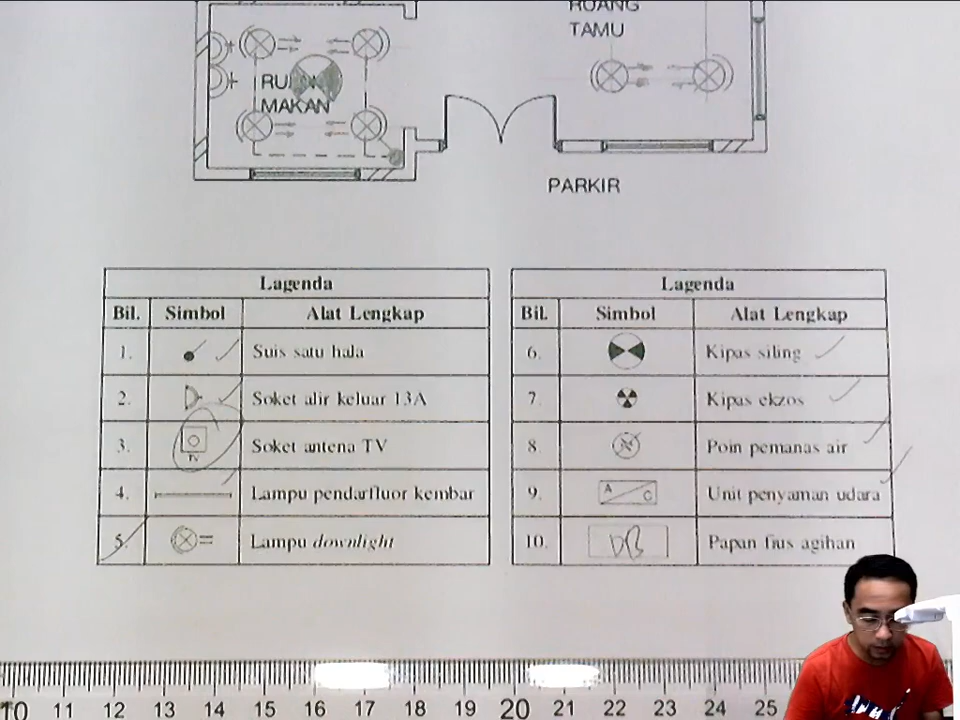 RUANG
TAMU
RUANG
MAKAN
PARKIR
Lagenda
Bil. Simbol Alat Lengkap
1. Suis satu hala
2. Soket alir keluar 13A
3. TV Soket antena TV
4. Lampu pendarfluor kembar
5. Lampu downlight
Lagenda
Bil. Simbol Alat Lengkap
6. Kipas siling
7. Kipas ekzos
8. Poin pemanas air
9. A C Unit penyaman udara
10. DB Papan fius agihan
10 11 12 13 14 15 16 17 18 19 20 21 22 23 24 25